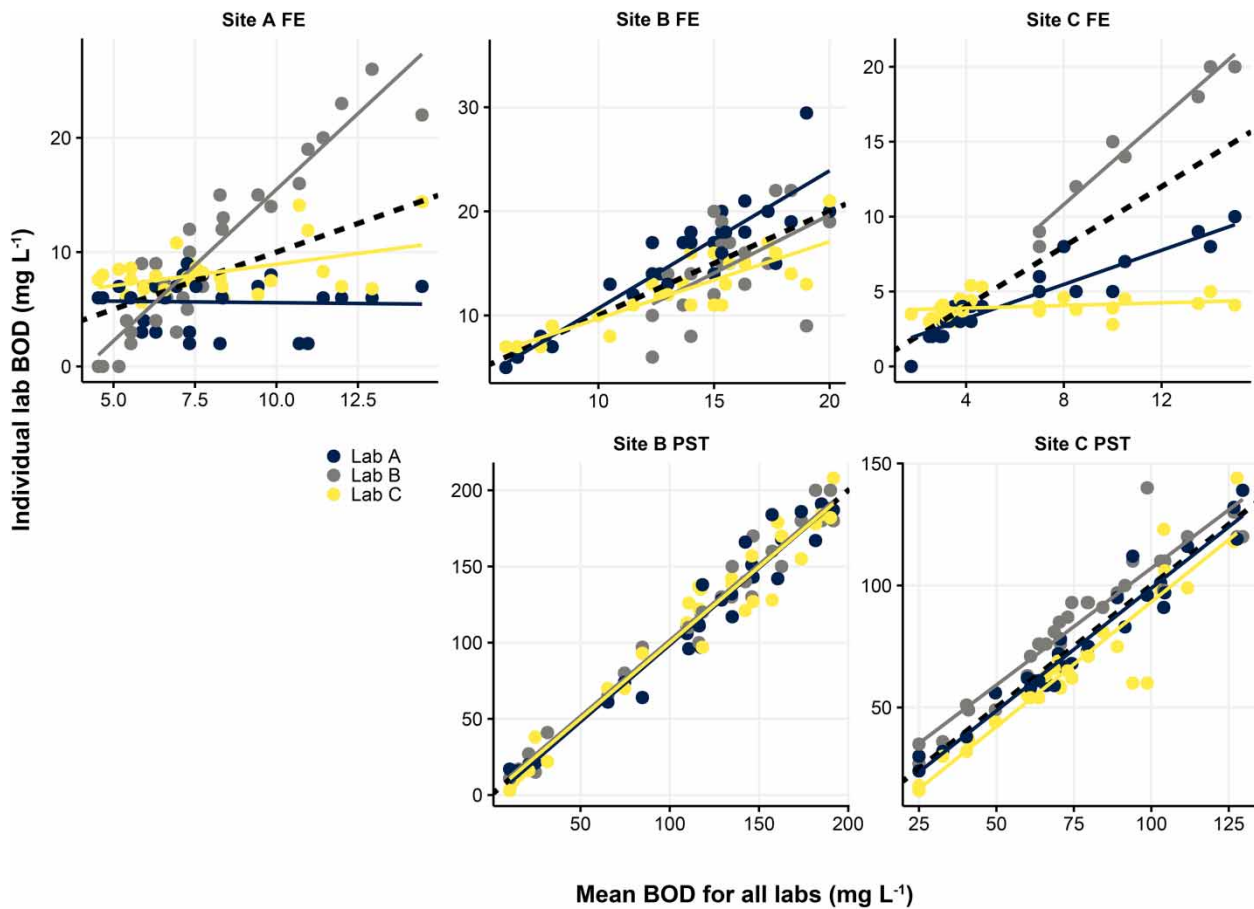 Site A FE
Site B FE
Site C FE
20
10
0
5.0 7.5 10.0 12.5
30
20
10
10 15 20
20
15
10
5
0
4 8 12
Individual lab BOD (mg L⁻¹)
Lab A
Lab B
Lab C
Site B PST
Site C PST
200
150
100
50
0
50 100 150 200
150
100
50
25 50 75 100 125
Mean BOD for all labs (mg L⁻¹)